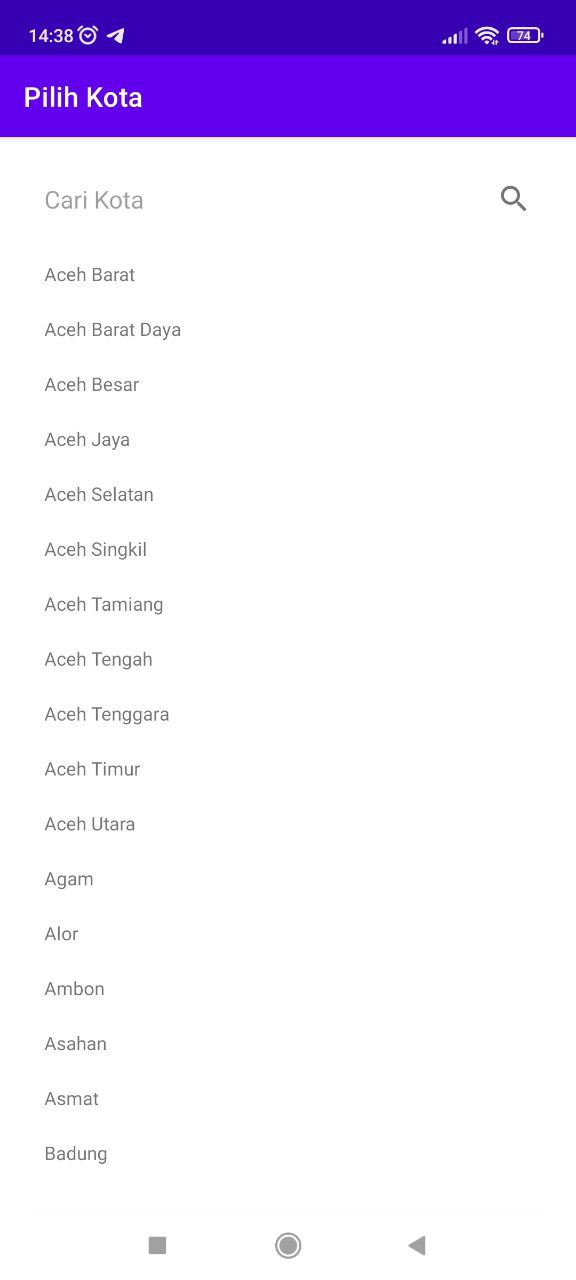 14:38 74
Pilih Kota
Cari Kota
Aceh Barat
Aceh Barat Daya
Aceh Besar
Aceh Jaya
Aceh Selatan
Aceh Singkil
Aceh Tamiang
Aceh Tengah
Aceh Tenggara
Aceh Timur
Aceh Utara
Agam
Alor
Ambon
Asahan
Asmat
Badung